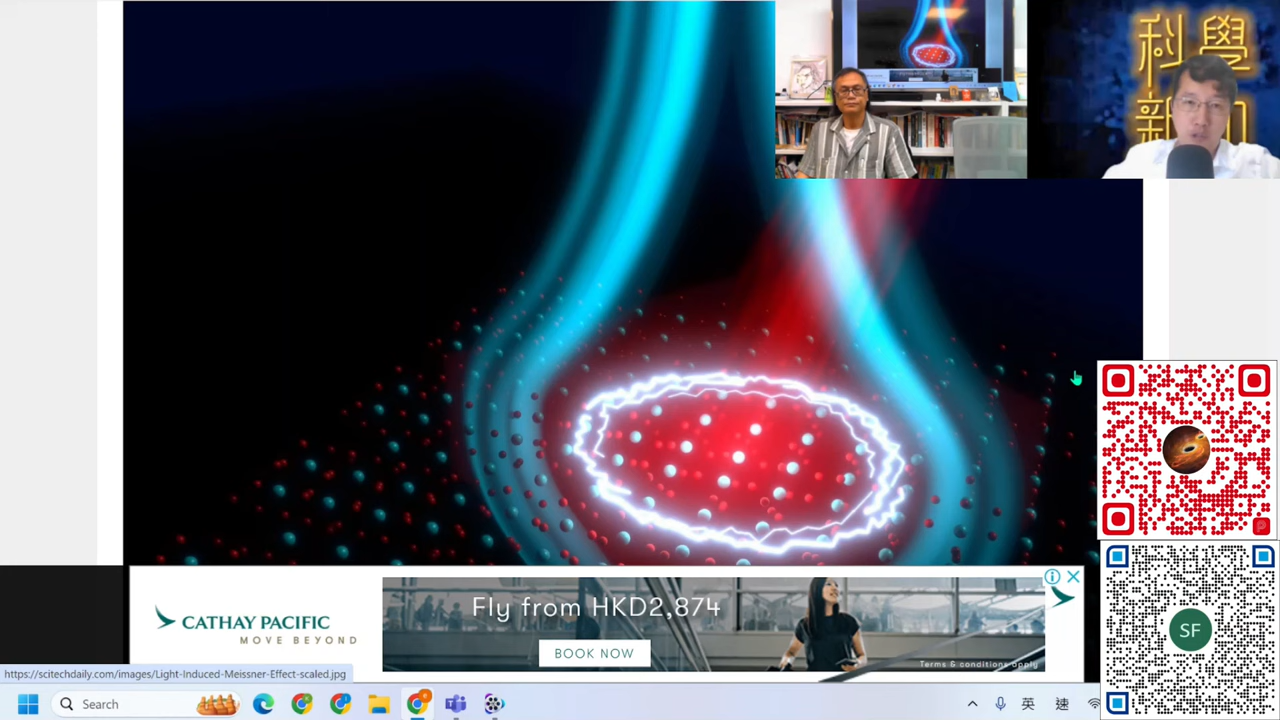 科學
新知
Fly from HKD2,874
CATHAY PACIFIC
MOVE BEYOND
BOOK NOW
Terms & conditions apply
SF
https://scitechdaily.com/images/Light-Induced-Meissner-Effect-scaled.jpg
Search
英
速